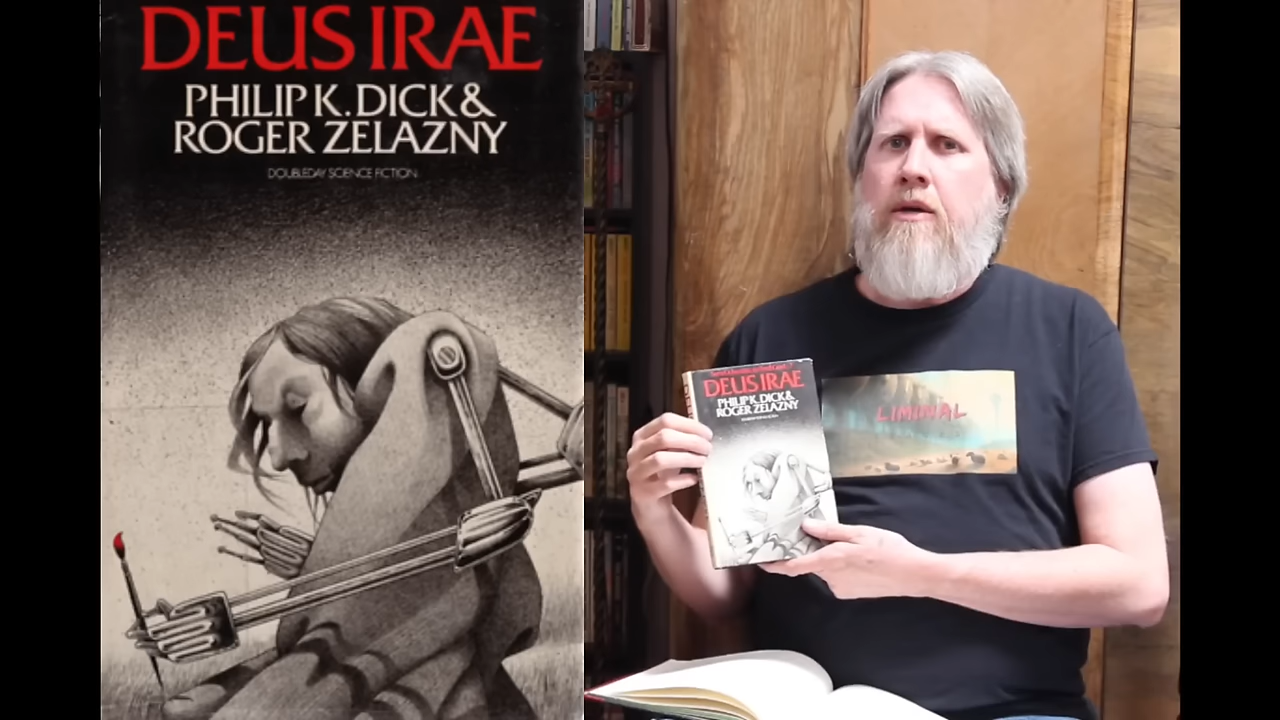 DEUS IRAE
PHILIP K. DICK &
ROGER ZELAZNY
DOUBLEDAY SCIENCE FICTION
DEUS IRAE
PHILIP K. DICK &
ROGER ZELAZNY
LIMINAL